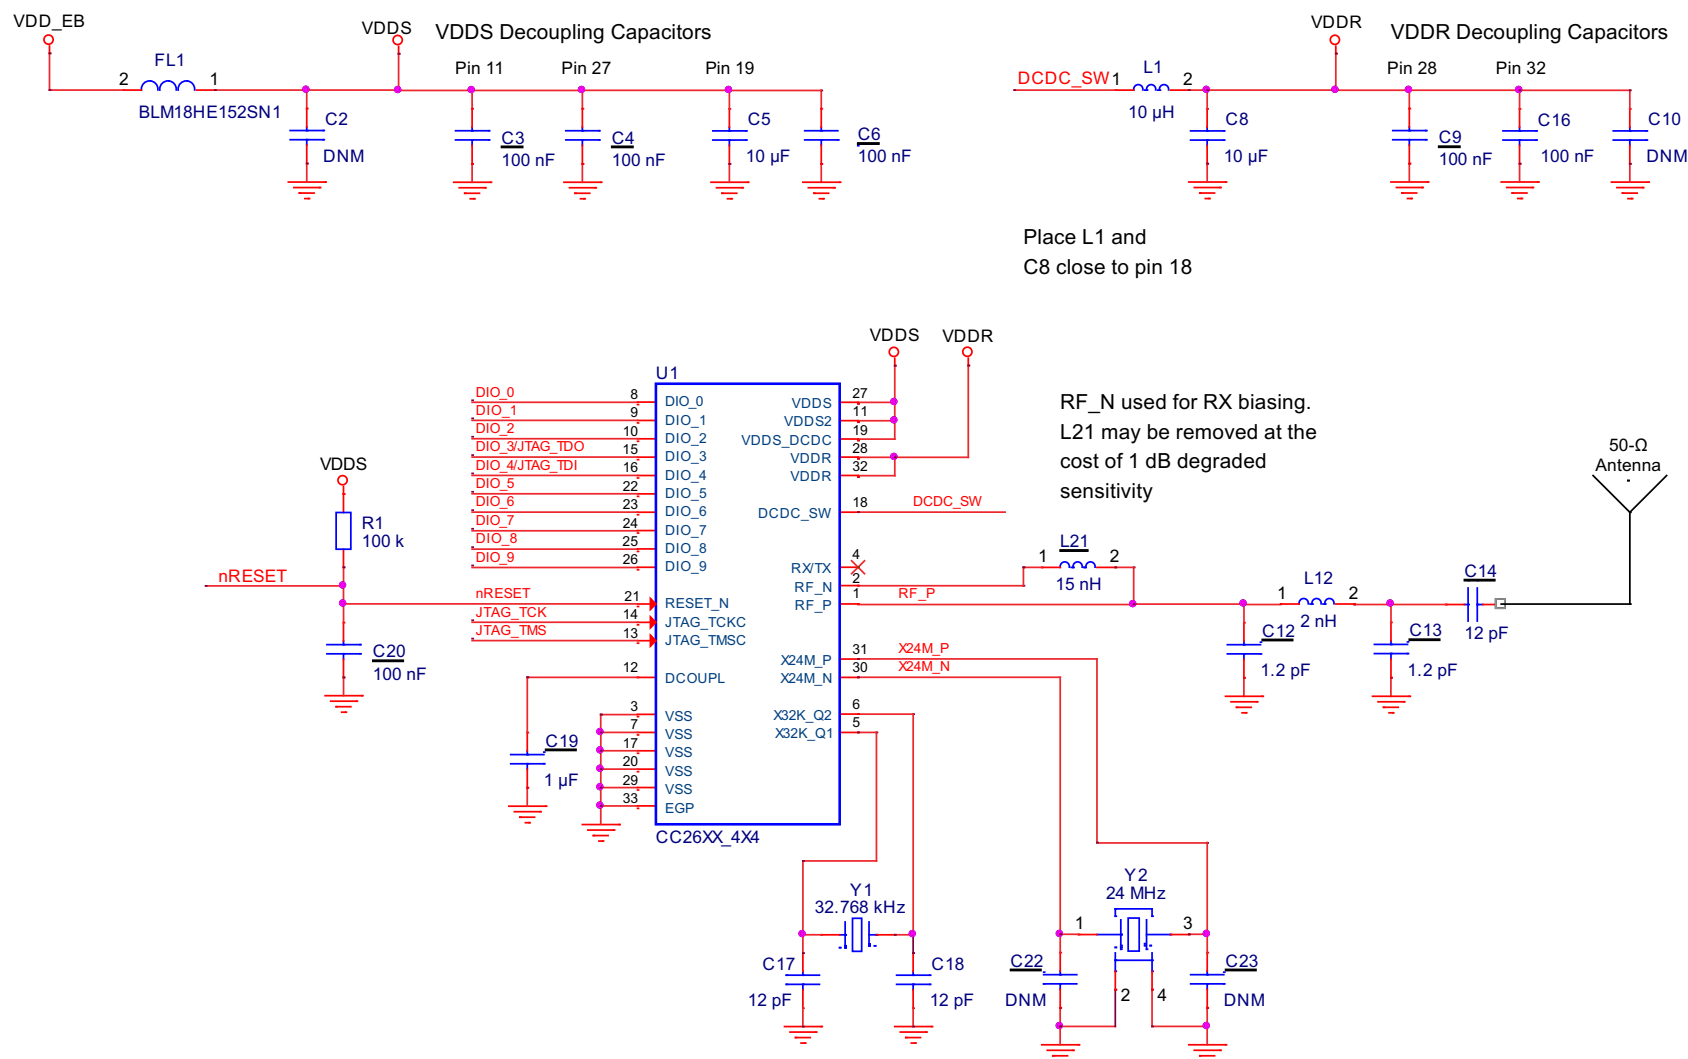 VDD_EB
VDDS
VDDS Decoupling Capacitors
FL1
2
1
BLM18HE152SN1
Pin 11
Pin 27
Pin 19
C2
DNM
C3
100 nF
C4
100 nF
C5
10 µF
C6
100 nF
VDDR
VDDR Decoupling Capacitors
DCDC_SW
1
L1
2
10 µH
Pin 28
Pin 32
C8
10 µF
C9
100 nF
C16
100 nF
C10
DNM
Place L1 and
C8 close to pin 18
VDDS
VDDR
U1
DIO_0
8
DIO_0
DIO_1
9
DIO_1
DIO_2
10
DIO_2
DIO_3/JTAG_TDO
15
DIO_3
DIO_4/JTAG_TDI
16
DIO_4
DIO_5
22
DIO_5
DIO_6
23
DIO_6
DIO_7
24
DIO_7
DIO_8
25
DIO_8
DIO_9
26
DIO_9
nRESET
21
RESET_N
JTAG_TCK
14
JTAG_TCKC
JTAG_TMS
13
JTAG_TMSC
12
DCOUPL
3
VSS
7
VSS
17
VSS
20
VSS
29
VSS
33
EGP
VDDS
27
VDDS2
11
VDDS_DCDC
19
VDDR
28
VDDR
32
DCDC_SW
18
DCDC_SW
RX/TX
4
RF_N
2
RF_P
1
RF_P
X24M_P
31
X24M_P
X24M_N
30
X24M_N
X32K_Q2
6
X32K_Q1
5
CC26XX_4X4
VDDS
R1
100 k
nRESET
C20
100 nF
C19
1 µF
RF_N used for RX biasing.
L21 may be removed at the
cost of 1 dB degraded
sensitivity
50-Ω
Antenna
1
L21
2
15 nH
1
L12
2
2 nH
C14
12 pF
C12
1.2 pF
C13
1.2 pF
Y1
32.768 kHz
C17
12 pF
C18
12 pF
Y2
24 MHz
1
3
C22
DNM
2
4
C23
DNM